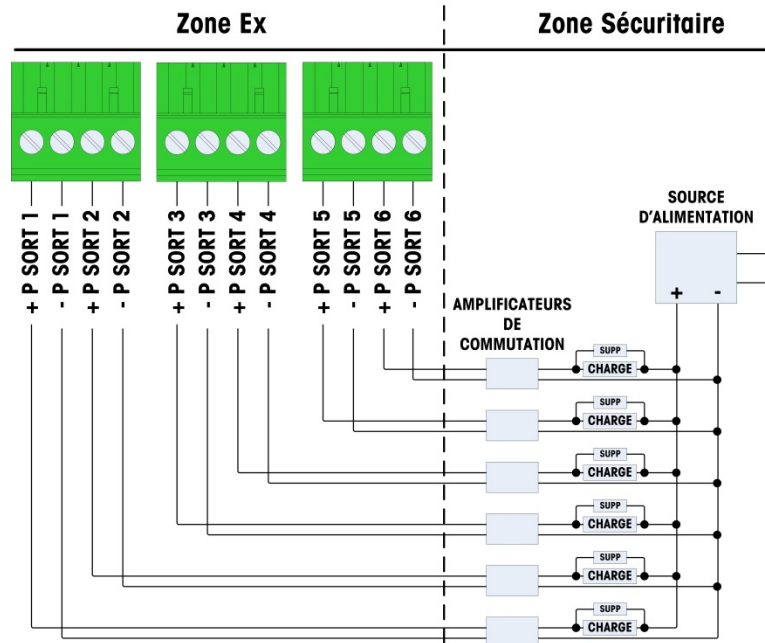 Zone Ex
Zone Sécuritaire
+ P SORT 1
- P SORT 1
+ P SORT 2
- P SORT 2
+ P SORT 3
- P SORT 3
+ P SORT 4
- P SORT 4
+ P SORT 5
- P SORT 5
+ P SORT 6
- P SORT 6
SOURCE
D'ALIMENTATION
+ -
AMPLIFICATEURS
DE
COMMUTATION
SUPP
CHARGE
SUPP
CHARGE
SUPP
CHARGE
SUPP
CHARGE
SUPP
CHARGE
SUPP
CHARGE